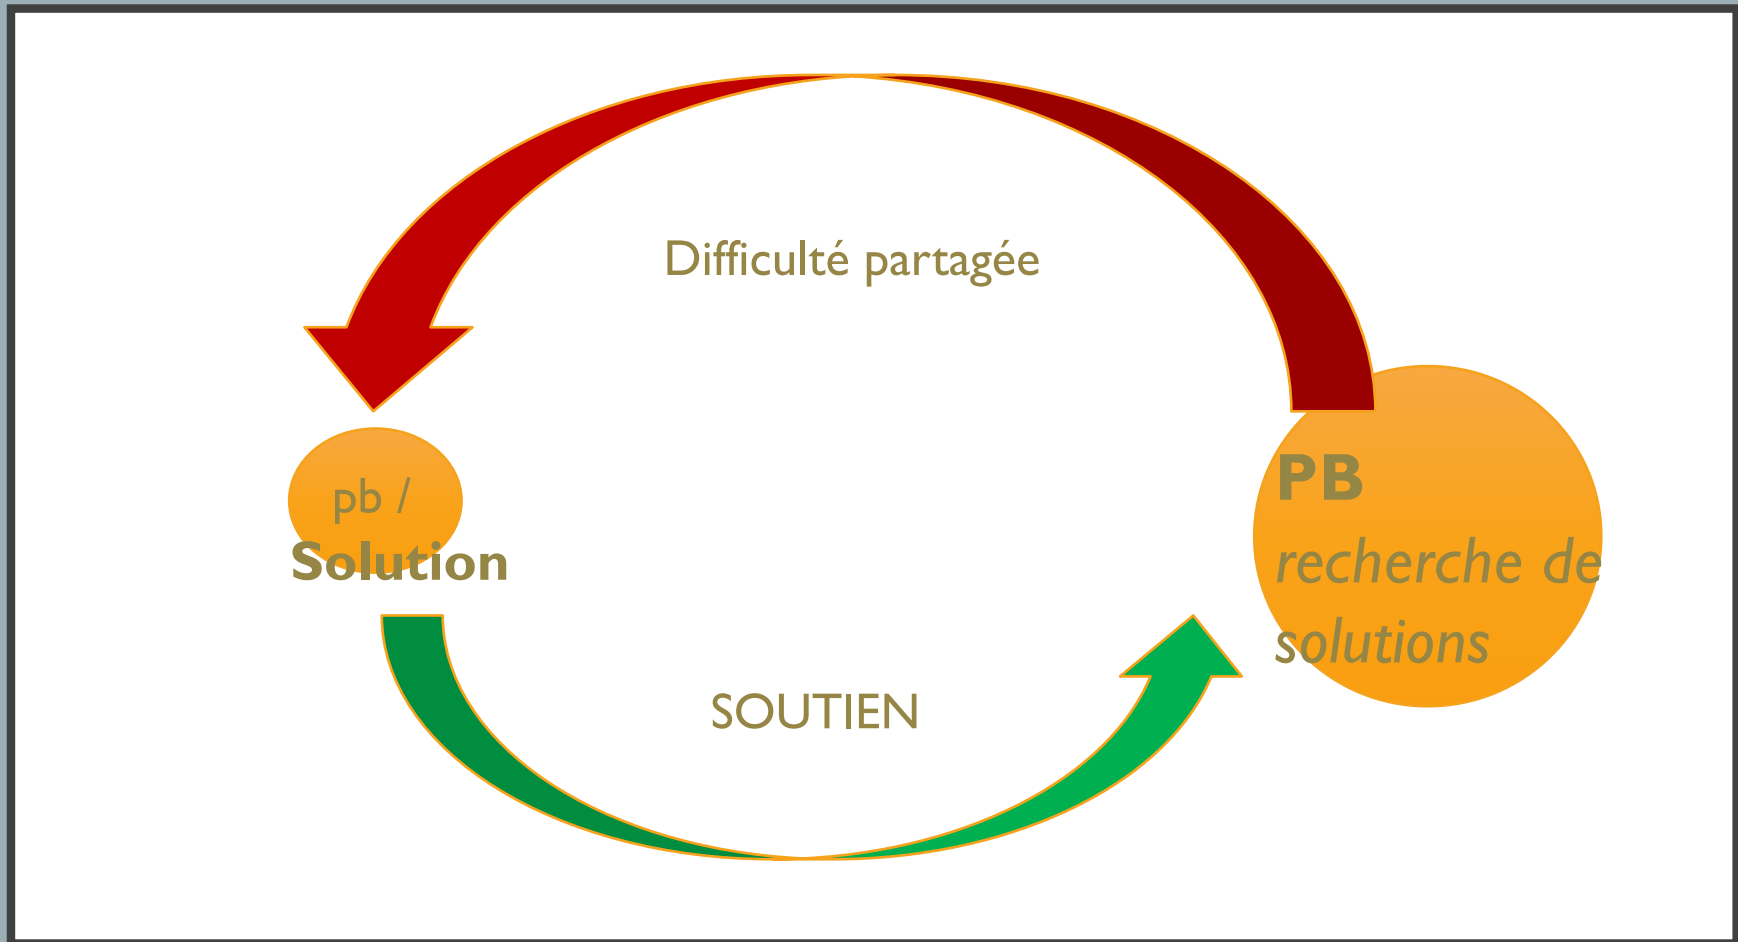 Difficulté partagée
pb /
Solution
PB
recherche de
solutions
SOUTIEN